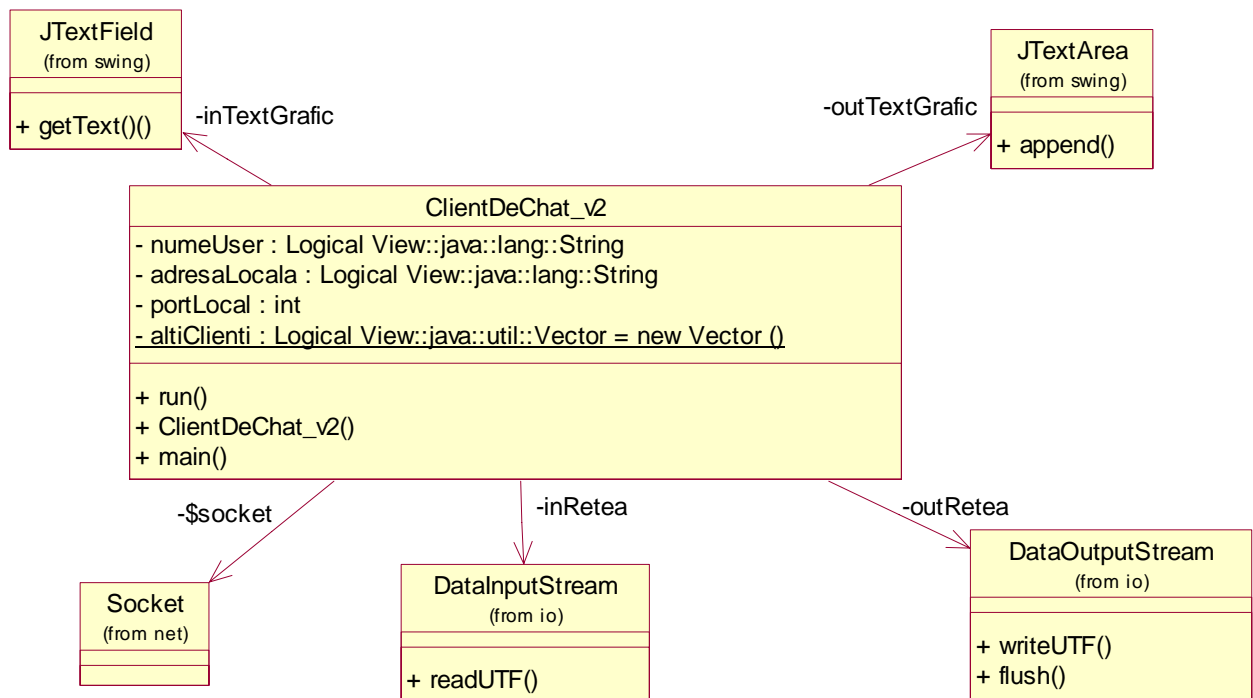 JTextField
(from swing)
+ getText()()
-inTextGrafic
JTextArea
(from swing)
+ append()
-outTextGrafic
ClientDeChat_v2
- numeUser : Logical View::java::lang::String
- adresaLocala : Logical View::java::lang::String
- portLocal : int
- altiClienti : Logical View::java::util::Vector = new Vector ()
+ run()
+ ClientDeChat_v2()
+ main()
-$socket
-inRetea
-outRetea
Socket
(from net)
DataInputStream
(from io)
+ readUTF()
DataOutputStream
(from io)
+ writeUTF()
+ flush()